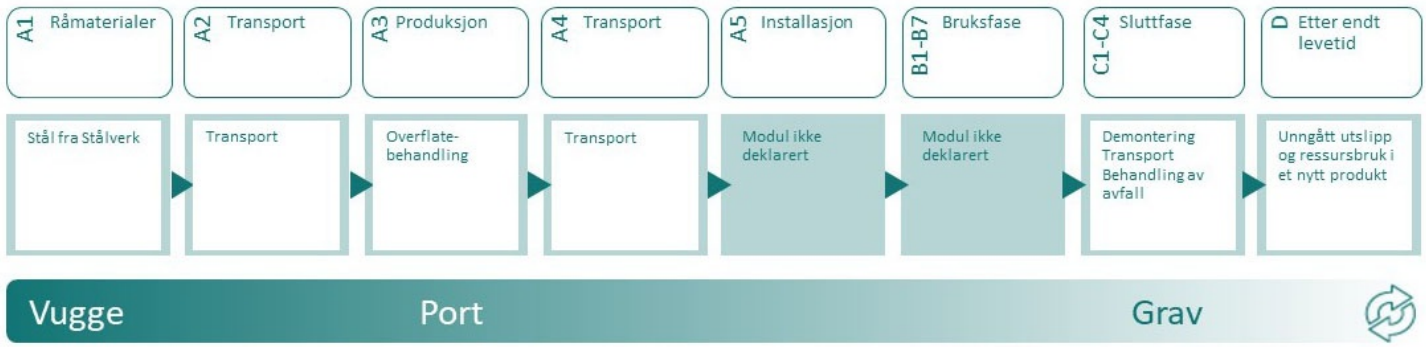 A1 Råmaterialer
A2 Transport
A3 Produksjon
A4 Transport
A5 Installasjon
B1-B7 Bruksfase
C1-C4 Sluttfase
D Etter endt
levetid
Stål fra Stålverk
Transport
Overflate-
behandling
Transport
Modul ikke
deklarert
Modul ikke
deklarert
Demontering
Transport
Behandling av
avfall
Unngått utslipp
og ressursbruk i
et nytt produkt
Vugge
Port
Grav